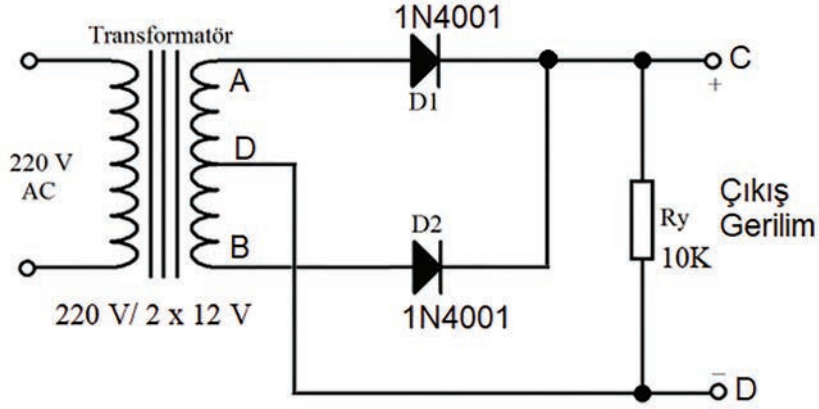 1N4001
Transformatör
A
C
+
D1
220 V
AC
D
Çıkış
Gerilim
Ry
10K
D2
B
1N4001
220 V/ 2 x 12 V
–
D